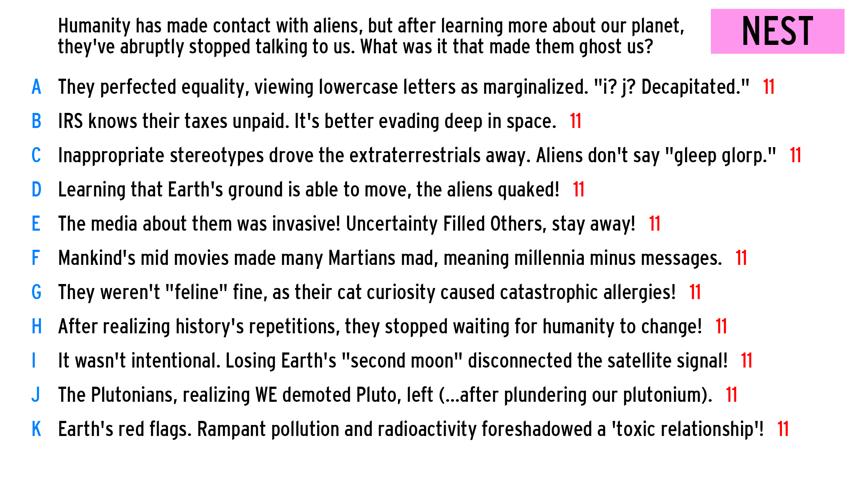 Humanity has made contact with aliens, but after learning more about our planet,
they've abruptly stopped talking to us. What was it that made them ghost us?
NEST
A They perfected equality, viewing lowercase letters as marginalized. "i? j? Decapitated." 11
B IRS knows their taxes unpaid. It's better evading deep in space. 11
C Inappropriate stereotypes drove the extraterrestrials away. Aliens don't say "gleep glorp." 11
D Learning that Earth's ground is able to move, the aliens quaked! 11
E The media about them was invasive! Uncertainty Filled Others, stay away! 11
F Mankind's mid movies made many Martians mad, meaning millennia minus messages. 11
G They weren't "feline" fine, as their cat curiosity caused catastrophic allergies! 11
H After realizing history's repetitions, they stopped waiting for humanity to change! 11
I It wasn't intentional. Losing Earth's "second moon" disconnected the satellite signal! 11
J The Plutonians, realizing WE demoted Pluto, left (...after plundering our plutonium). 11
K Earth's red flags. Rampant pollution and radioactivity foreshadowed a 'toxic relationship'! 11